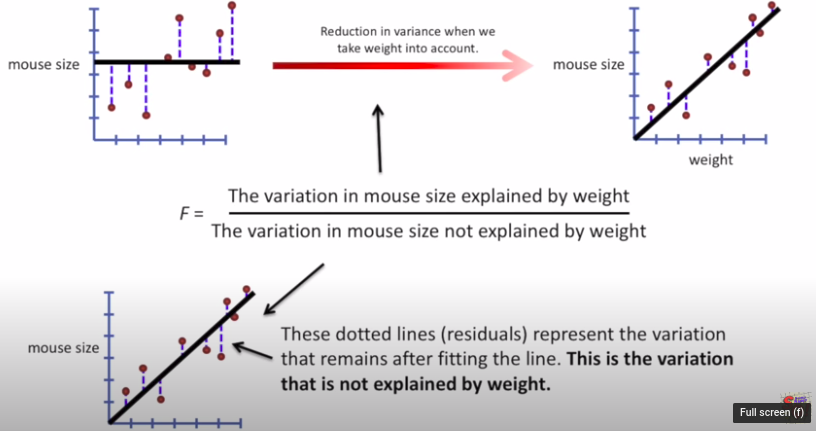 Reduction in variance when we
take weight into account.
mouse size
mouse size
weight
The variation in mouse size explained by weight
F =
The variation in mouse size not explained by weight
mouse size
These dotted lines (residuals) represent the variation
that remains after fitting the line. This is the variation
that is not explained by weight.
Full screen (f)